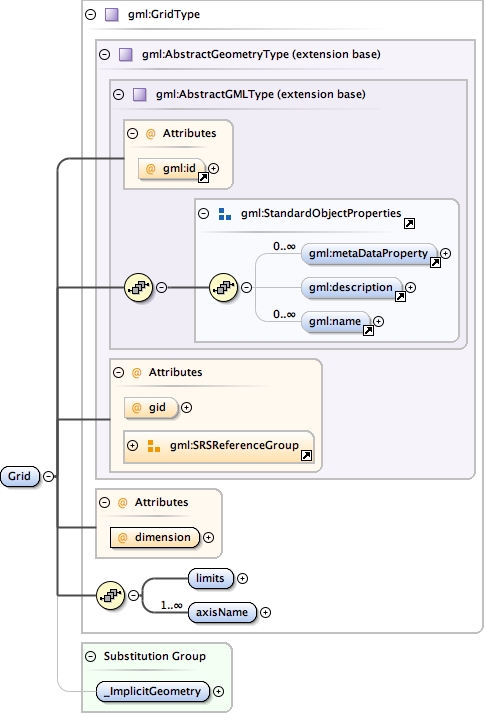 gml:GridType
gml:AbstractGeometryType (extension base)
gml:AbstractGMLType (extension base)
@ Attributes
@ gml:id
gml:StandardObjectProperties
0..∞
gml:metaDataProperty
gml:description
0..∞
gml:name
@ Attributes
@ gid
gml:SRSReferenceGroup
Grid
@ Attributes
@ dimension
limits
1..∞
axisName
Substitution Group
_ImplicitGeometry